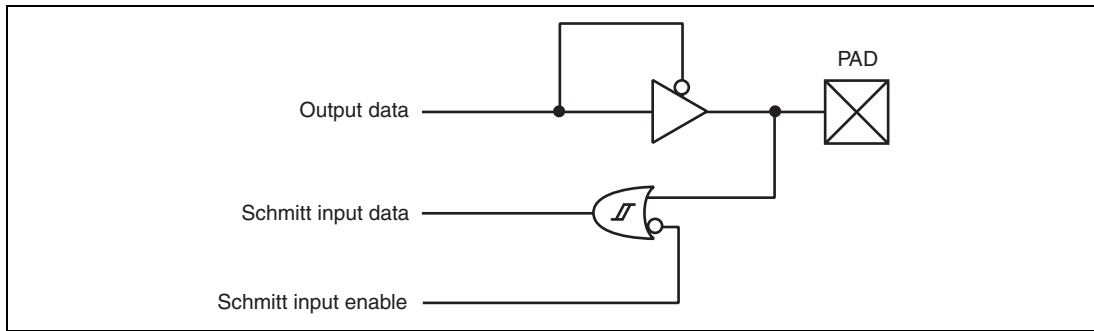 PAD
Output data
Schmitt input data
Schmitt input enable